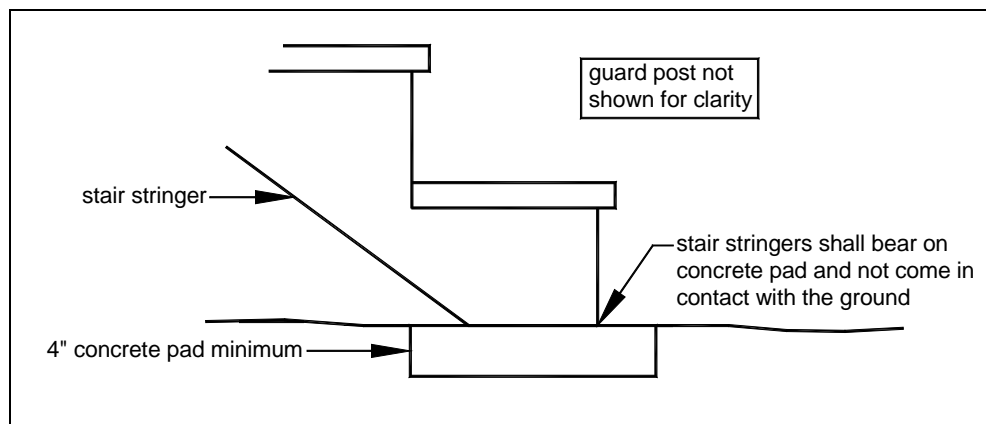 guard post not
shown for clarity
stair stringer
stair stringers shall bear on
concrete pad and not come in
contact with the ground
4" concrete pad minimum